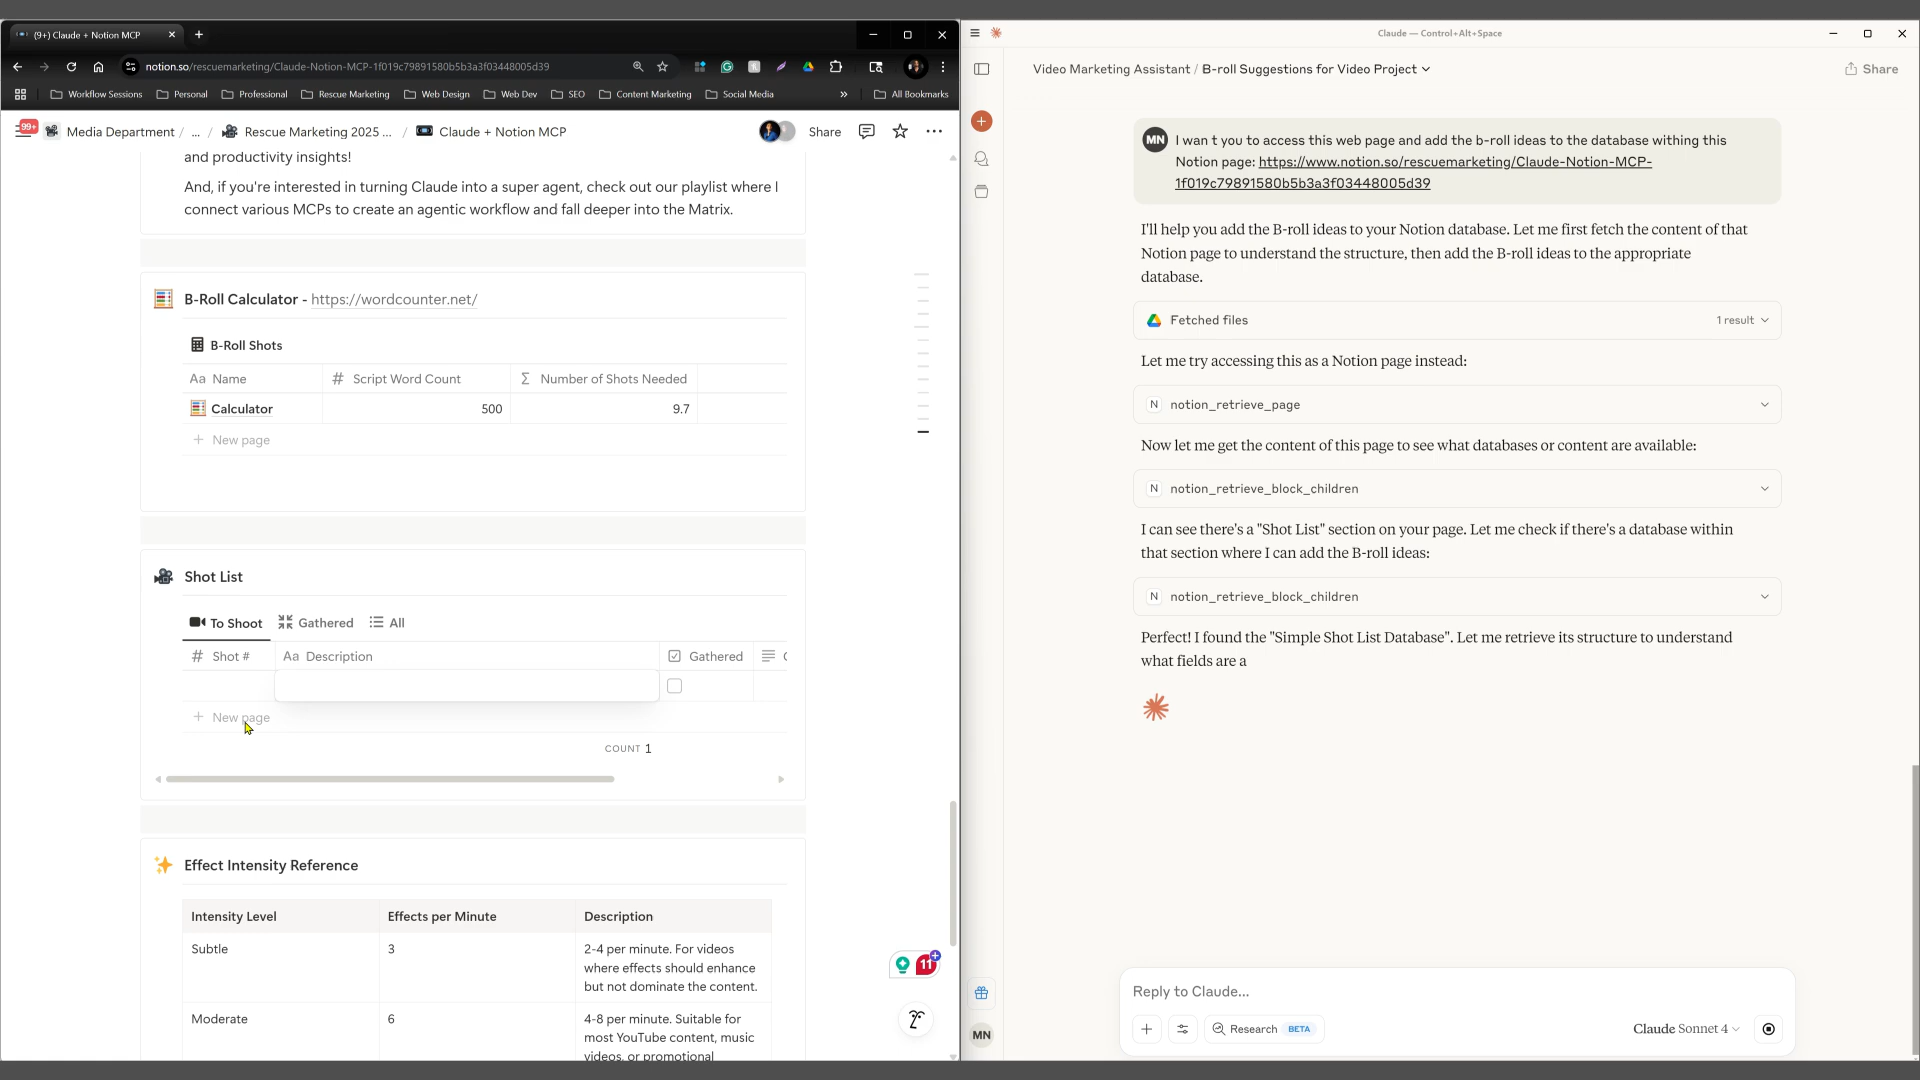 (9+) Claude + Notion MCP
notion.so/rescuemarketing/Claude-Notion-MCP-1f019c79891580b5b3a3f03448005d39
Workflow Sessions
Personal
Professional
Rescue Marketing
Web Design
Web Dev
SEO
Content Marketing
Social Media
»
All Bookmarks
99+
Media Department / ... / Rescue Marketing 2025 ... / Claude + Notion MCP
Share
and productivity insights!
And, if you're interested in turning Claude into a super agent, check out our playlist where I
connect various MCPs to create an agentic workflow and fall deeper into the Matrix.
B-Roll Calculator - https://wordcounter.net/
B-Roll Shots
Aa Name
# Script Word Count
Σ Number of Shots Needed
Calculator
500
9.7
+ New page
Shot List
To Shoot
Gathered
All
# Shot #
Aa Description
Gathered
+ New page
COUNT 1
Effect Intensity Reference
Intensity Level
Effects per Minute
Description
Subtle
3
2-4 per minute. For videos
where effects should enhance
but not dominate the content.
Moderate
6
4-8 per minute. Suitable for
most YouTube content, music
videos, or promotional
11
Claude — Control+Alt+Space
Video Marketing Assistant / B-roll Suggestions for Video Project
Share
MN
I wan t you to access this web page and add the b-roll ideas to the database withing this
Notion page: https://www.notion.so/rescuemarketing/Claude-Notion-MCP-
1f019c79891580b5b3a3f03448005d39
I'll help you add the B-roll ideas to your Notion database. Let me first fetch the content of that
Notion page to understand the structure, then add the B-roll ideas to the appropriate
database.
Fetched files
1 result
Let me try accessing this as a Notion page instead:
N notion_retrieve_page
Now let me get the content of this page to see what databases or content are available:
N notion_retrieve_block_children
I can see there's a "Shot List" section on your page. Let me check if there's a database within
that section where I can add the B-roll ideas:
N notion_retrieve_block_children
Perfect! I found the "Simple Shot List Database". Let me retrieve its structure to understand
what fields are a
Reply to Claude...
Research BETA
Claude Sonnet 4
MN